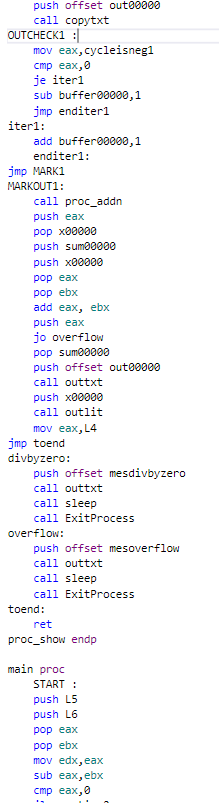 push offset out00000
call copytxt
OUTCHECK1 :
mov eax,cycleisneg1
cmp eax,0
je iter1
sub buffer00000,1
jmp enditer1
iter1:
add buffer00000,1
enditer1:
jmp MARK1
MARKOUT1:
call proc_addn
push eax
pop x00000
push sum00000
push x00000
pop eax
pop ebx
add eax, ebx
push eax
jo overflow
pop sum00000
push offset out00000
call outtxt
push x00000
call outlit
mov eax,L4
jmp toend
divbyzero:
push offset mesdivbyzero
call outtxt
call sleep
call ExitProcess
overflow:
push offset mesoverflow
call outtxt
call sleep
call ExitProcess
toend:
ret
proc_show endp
main proc
START :
push L5
push L6
pop eax
pop ebx
mov edx,eax
sub eax,ebx
cmp eax,0